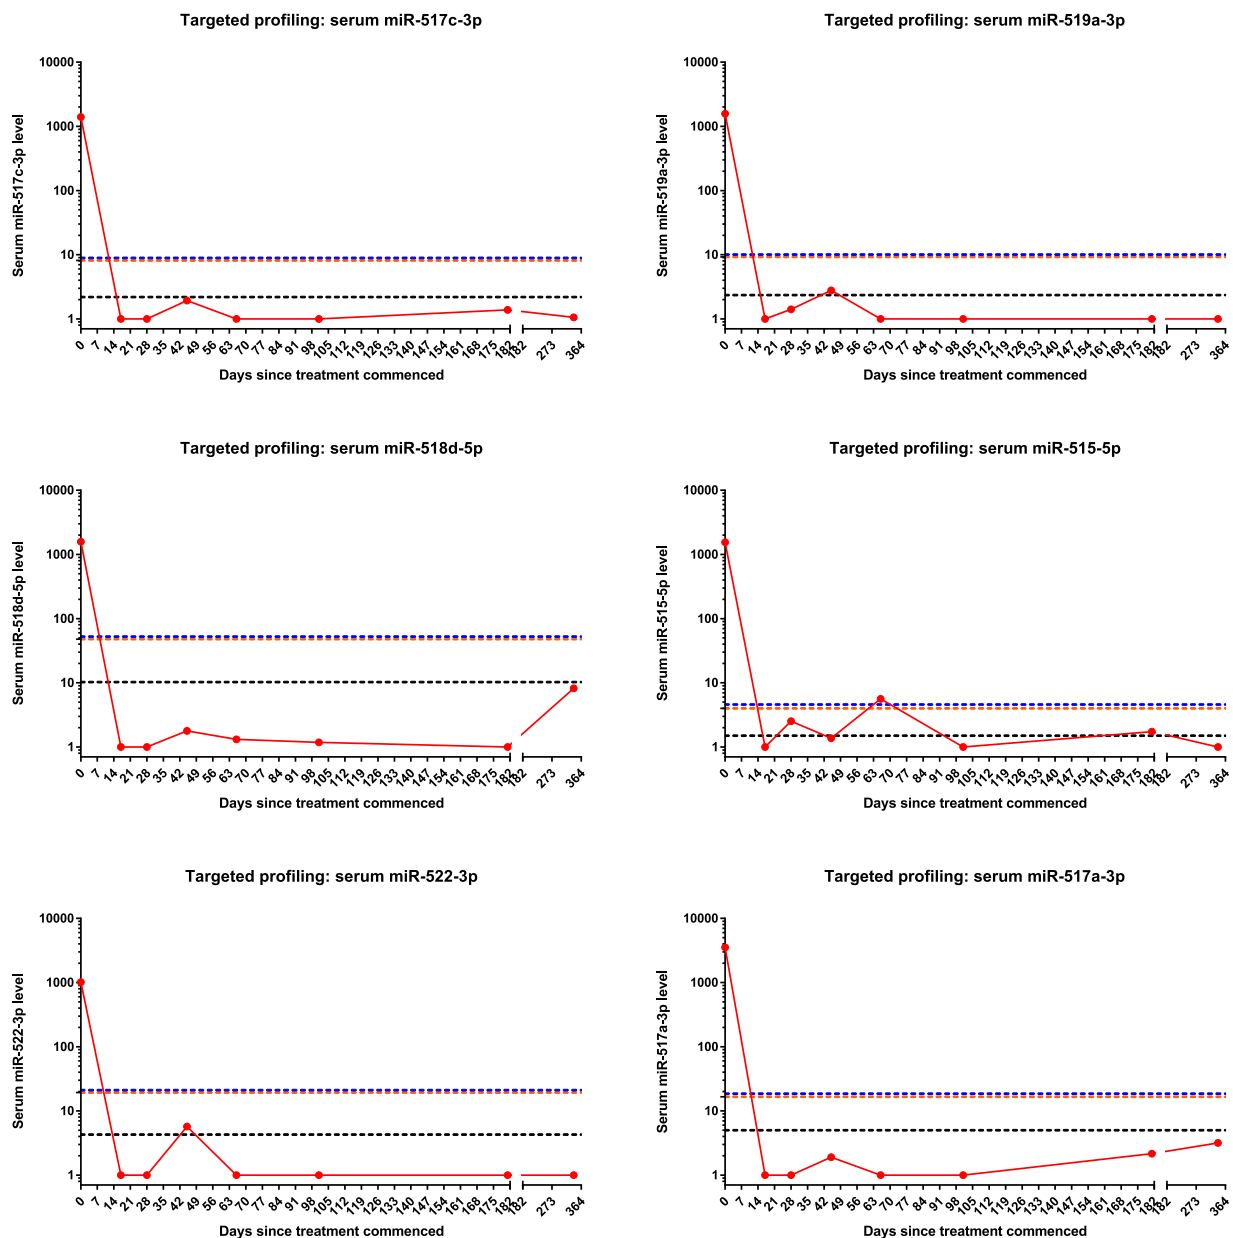 Targeted profiling: serum miR-517c-3p
Serum miR-517c-3p level
10000
1000
100
10
1
0 7 14 21 28 35 42 49 56 63 70 77 84 91 98 105 112 119 126 133 140 147 154 161 168 175 182 182 273 364
Days since treatment commenced
Targeted profiling: serum miR-519a-3p
Serum miR-519a-3p level
10000
1000
100
10
1
0 7 14 21 28 35 42 49 56 63 70 77 84 91 98 105 112 119 126 133 140 147 154 161 168 175 182 182 273 364
Days since treatment commenced
Targeted profiling: serum miR-518d-5p
Serum miR-518d-5p level
10000
1000
100
10
1
0 7 14 21 28 35 42 49 56 63 70 77 84 91 98 105 112 119 126 133 140 147 154 161 168 175 182 182 273 364
Days since treatment commenced
Targeted profiling: serum miR-515-5p
Serum miR-515-5p level
10000
1000
100
10
1
0 7 14 21 28 35 42 49 56 63 70 77 84 91 98 105 112 119 126 133 140 147 154 161 168 175 182 182 273 364
Days since treatment commenced
Targeted profiling: serum miR-522-3p
Serum miR-522-3p level
10000
1000
100
10
1
0 7 14 21 28 35 42 49 56 63 70 77 84 91 98 105 112 119 126 133 140 147 154 161 168 175 182 182 273 364
Days since treatment commenced
Targeted profiling: serum miR-517a-3p
Serum miR-517a-3p level
10000
1000
100
10
1
0 7 14 21 28 35 42 49 56 63 70 77 84 91 98 105 112 119 126 133 140 147 154 161 168 175 182 182 273 364
Days since treatment commenced